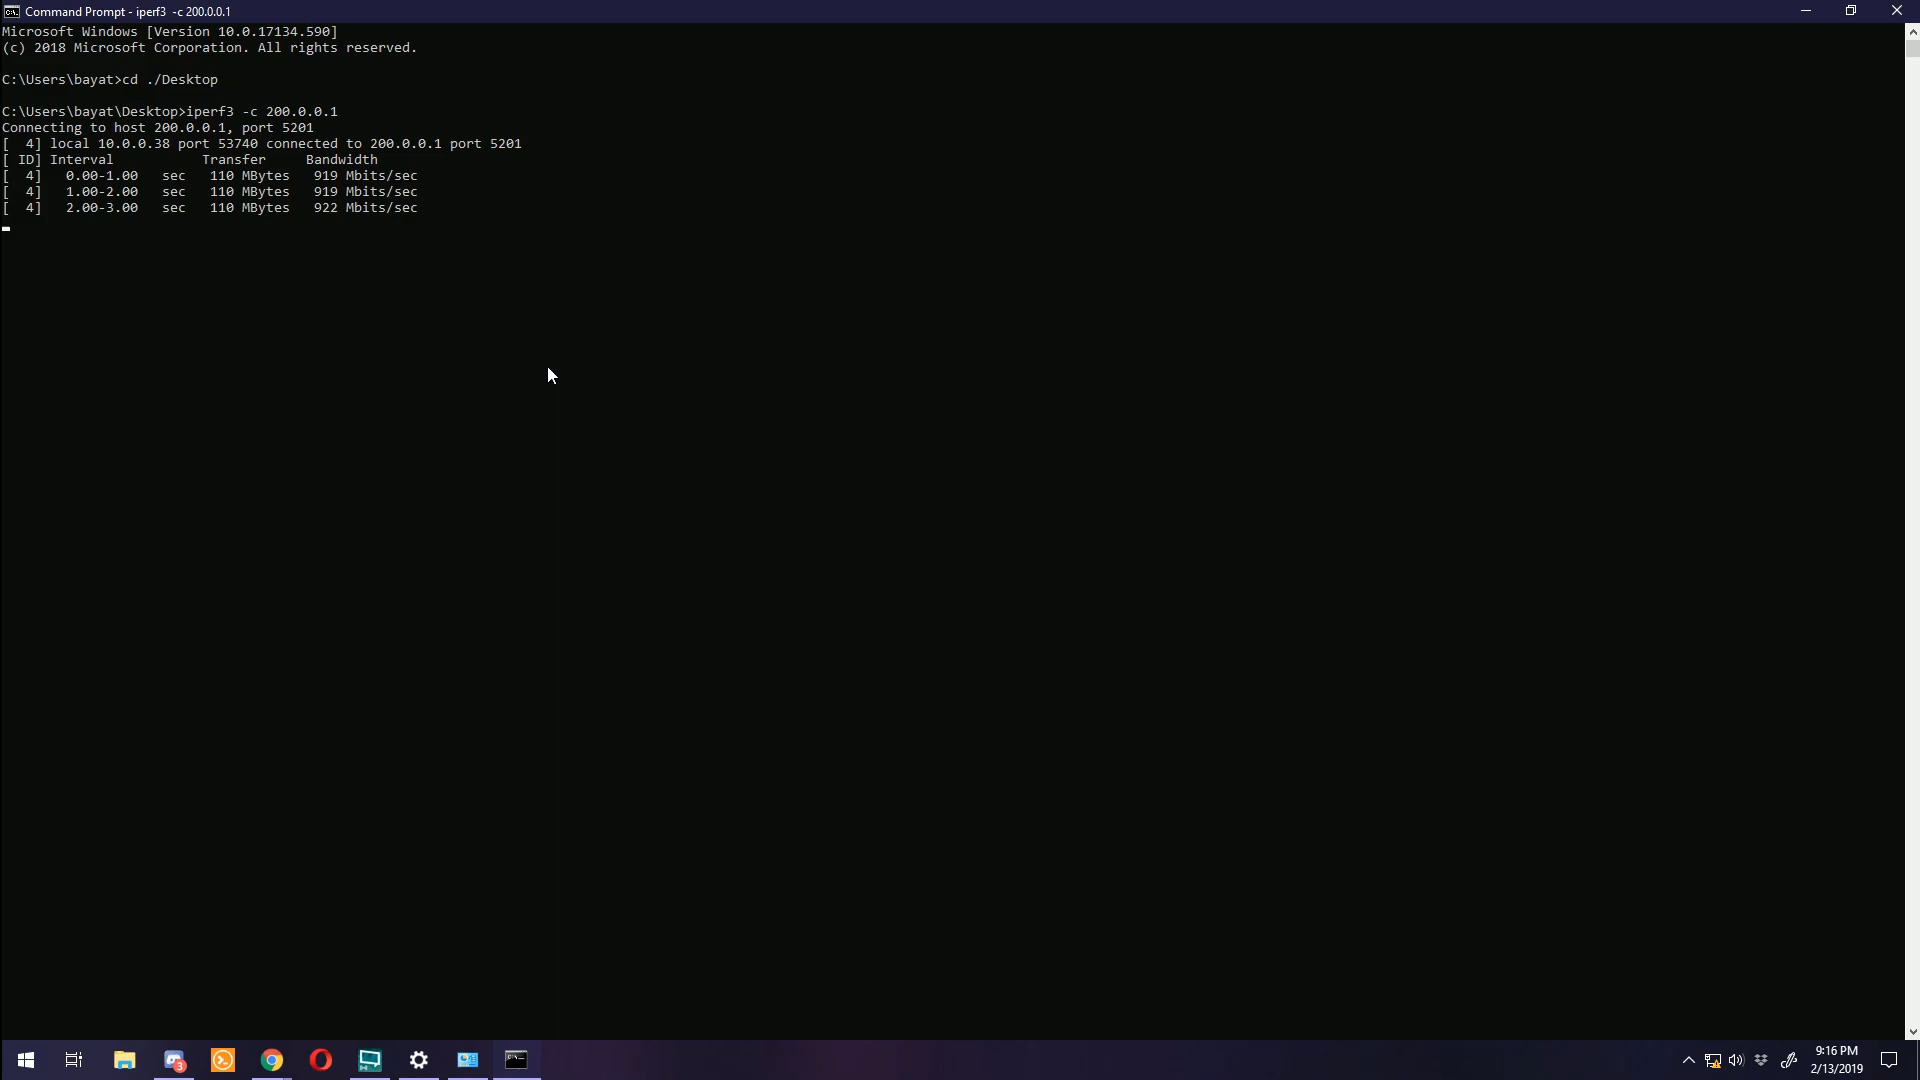 Command Prompt - iperf3 -c 200.0.0.1
Microsoft Windows [Version 10.0.17134.590]
(c) 2018 Microsoft Corporation. All rights reserved.
C:\Users\bayat>cd ./Desktop
C:\Users\bayat\Desktop>iperf3 -c 200.0.0.1
Connecting to host 200.0.0.1, port 5201
[  4] local 10.0.0.38 port 53740 connected to 200.0.0.1 port 5201
[ ID] Interval           Transfer     Bandwidth
[  4]   0.00-1.00   sec   110 MBytes   919 Mbits/sec
[  4]   1.00-2.00   sec   110 MBytes   919 Mbits/sec
[  4]   2.00-3.00   sec   110 MBytes   922 Mbits/sec
3
9:16 PM
2/13/2019